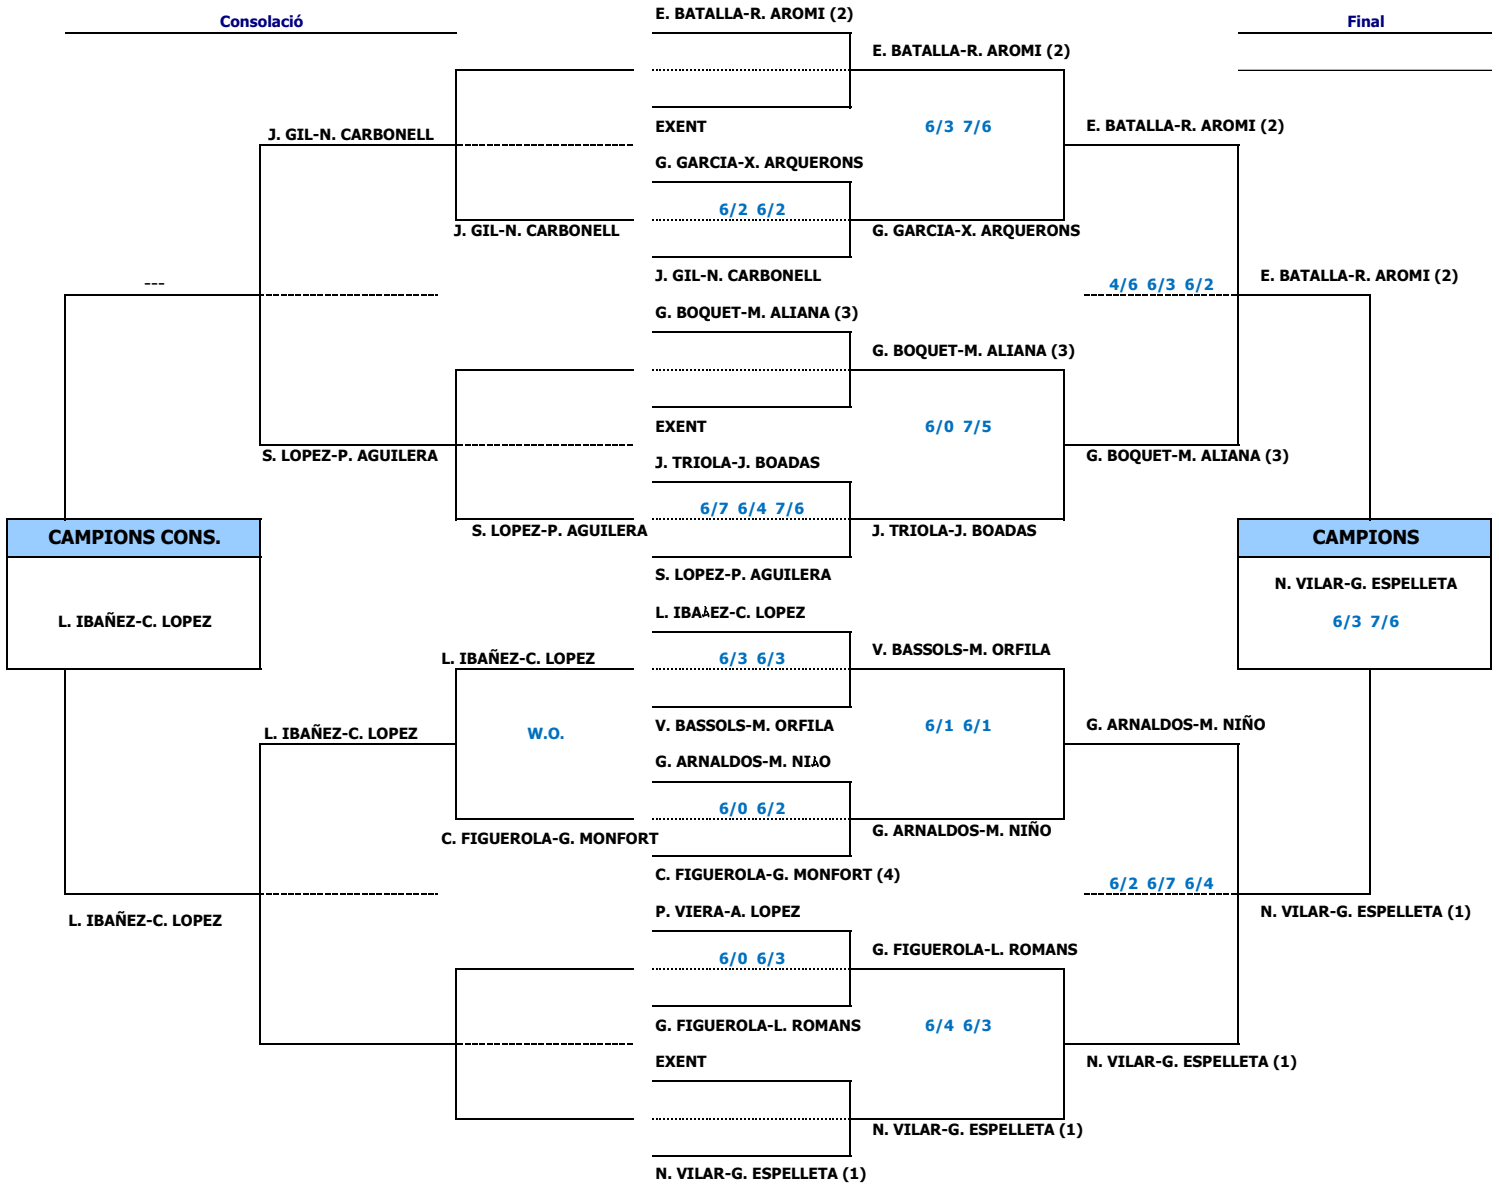 E. BATALLA-R. AROMI (2)
Consolació
Final
E. BATALLA-R. AROMI (2)
EXENT
6/3 7/6
E. BATALLA-R. AROMI (2)
J. GIL-N. CARBONELL
G. GARCIA-X. ARQUERONS
6/2 6/2
J. GIL-N. CARBONELL
G. GARCIA-X. ARQUERONS
J. GIL-N. CARBONELL
E. BATALLA-R. AROMI (2)
---
4/6 6/3 6/2
G. BOQUET-M. ALIANA (3)
G. BOQUET-M. ALIANA (3)
EXENT
6/0 7/5
S. LOPEZ-P. AGUILERA
J. TRIOLA-J. BOADAS
G. BOQUET-M. ALIANA (3)
6/7 6/4 7/6
S. LOPEZ-P. AGUILERA
J. TRIOLA-J. BOADAS
CAMPIONS CONS.
CAMPIONS
S. LOPEZ-P. AGUILERA
N. VILAR-G. ESPELLETA
L. IBAÑEZ-C. LOPEZ
L. IBAÈEZ-C. LOPEZ
6/3 7/6
L. IBAÑEZ-C. LOPEZ
6/3 6/3
V. BASSOLS-M. ORFILA
L. IBAÑEZ-C. LOPEZ
W.O.
V. BASSOLS-M. ORFILA
6/1 6/1
G. ARNALDOS-M. NIÑO
G. ARNALDOS-M. NIÈO
6/0 6/2
C. FIGUEROLA-G. MONFORT
G. ARNALDOS-M. NIÑO
C. FIGUEROLA-G. MONFORT (4)
6/2 6/7 6/4
L. IBAÑEZ-C. LOPEZ
P. VIERA-A. LOPEZ
N. VILAR-G. ESPELLETA (1)
6/0 6/3
G. FIGUEROLA-L. ROMANS
G. FIGUEROLA-L. ROMANS
6/4 6/3
EXENT
N. VILAR-G. ESPELLETA (1)
N. VILAR-G. ESPELLETA (1)
N. VILAR-G. ESPELLETA (1)